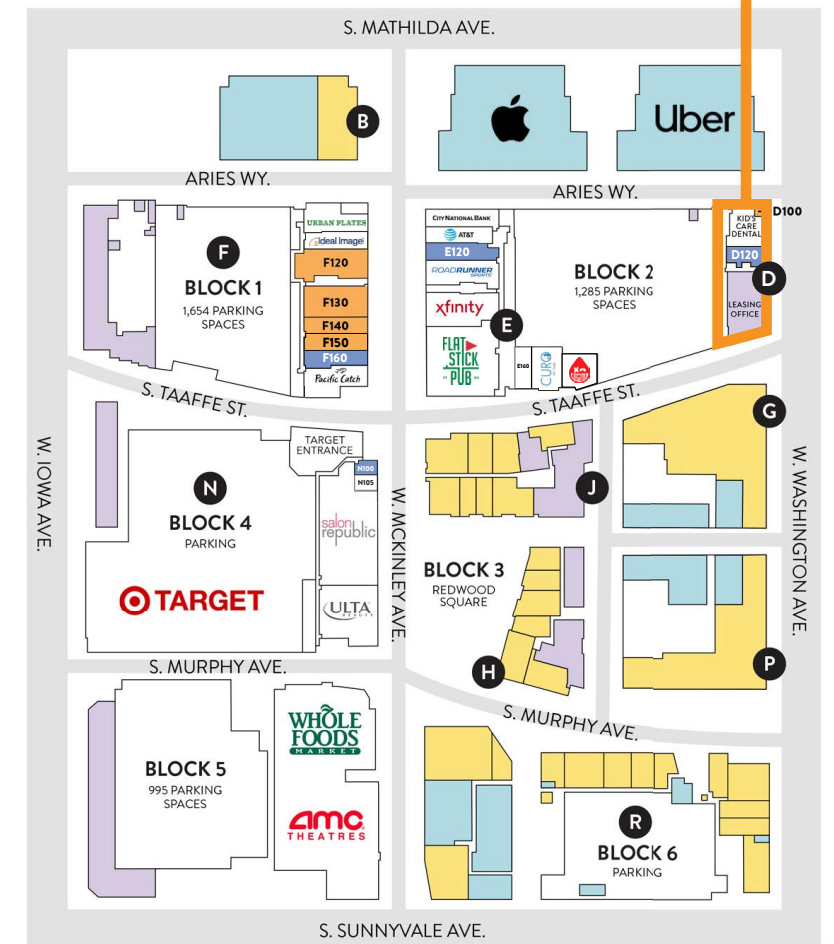 S. MATHILDA AVE.
B
Uber
ARIES WY.
ARIES WY.
F
BLOCK 1
1,654 PARKING
SPACES
URBAN PLATES
Ideal Image
F120
F130
F140
F150
F160
Pacific Catch
CITY NATIONAL BANK
AT&T
E120
ROADRUNNER
SPORTS
xfinity
FLAT
STICK
PUB
E
E160
CURO
BLOCK 2
1,285 PARKING
SPACES
D100
KID'S
CARE
DENTAL
D120
D
LEASING
OFFICE
S. TAAFFE ST.
S. TAAFFE ST.
W. IOWA AVE.
W. MCKINLEY AVE.
W. WASHINGTON AVE.
TARGET
ENTRANCE
N
BLOCK 4
PARKING
TARGET
N100
N105
salon
republic
ULTA
BEAUTY
G
J
BLOCK 3
REDWOOD
SQUARE
H
P
S. MURPHY AVE.
S. MURPHY AVE.
BLOCK 5
995 PARKING
SPACES
WHOLE
FOODS
MARKET
amc
THEATRES
R
BLOCK 6
PARKING
S. SUNNYVALE AVE.